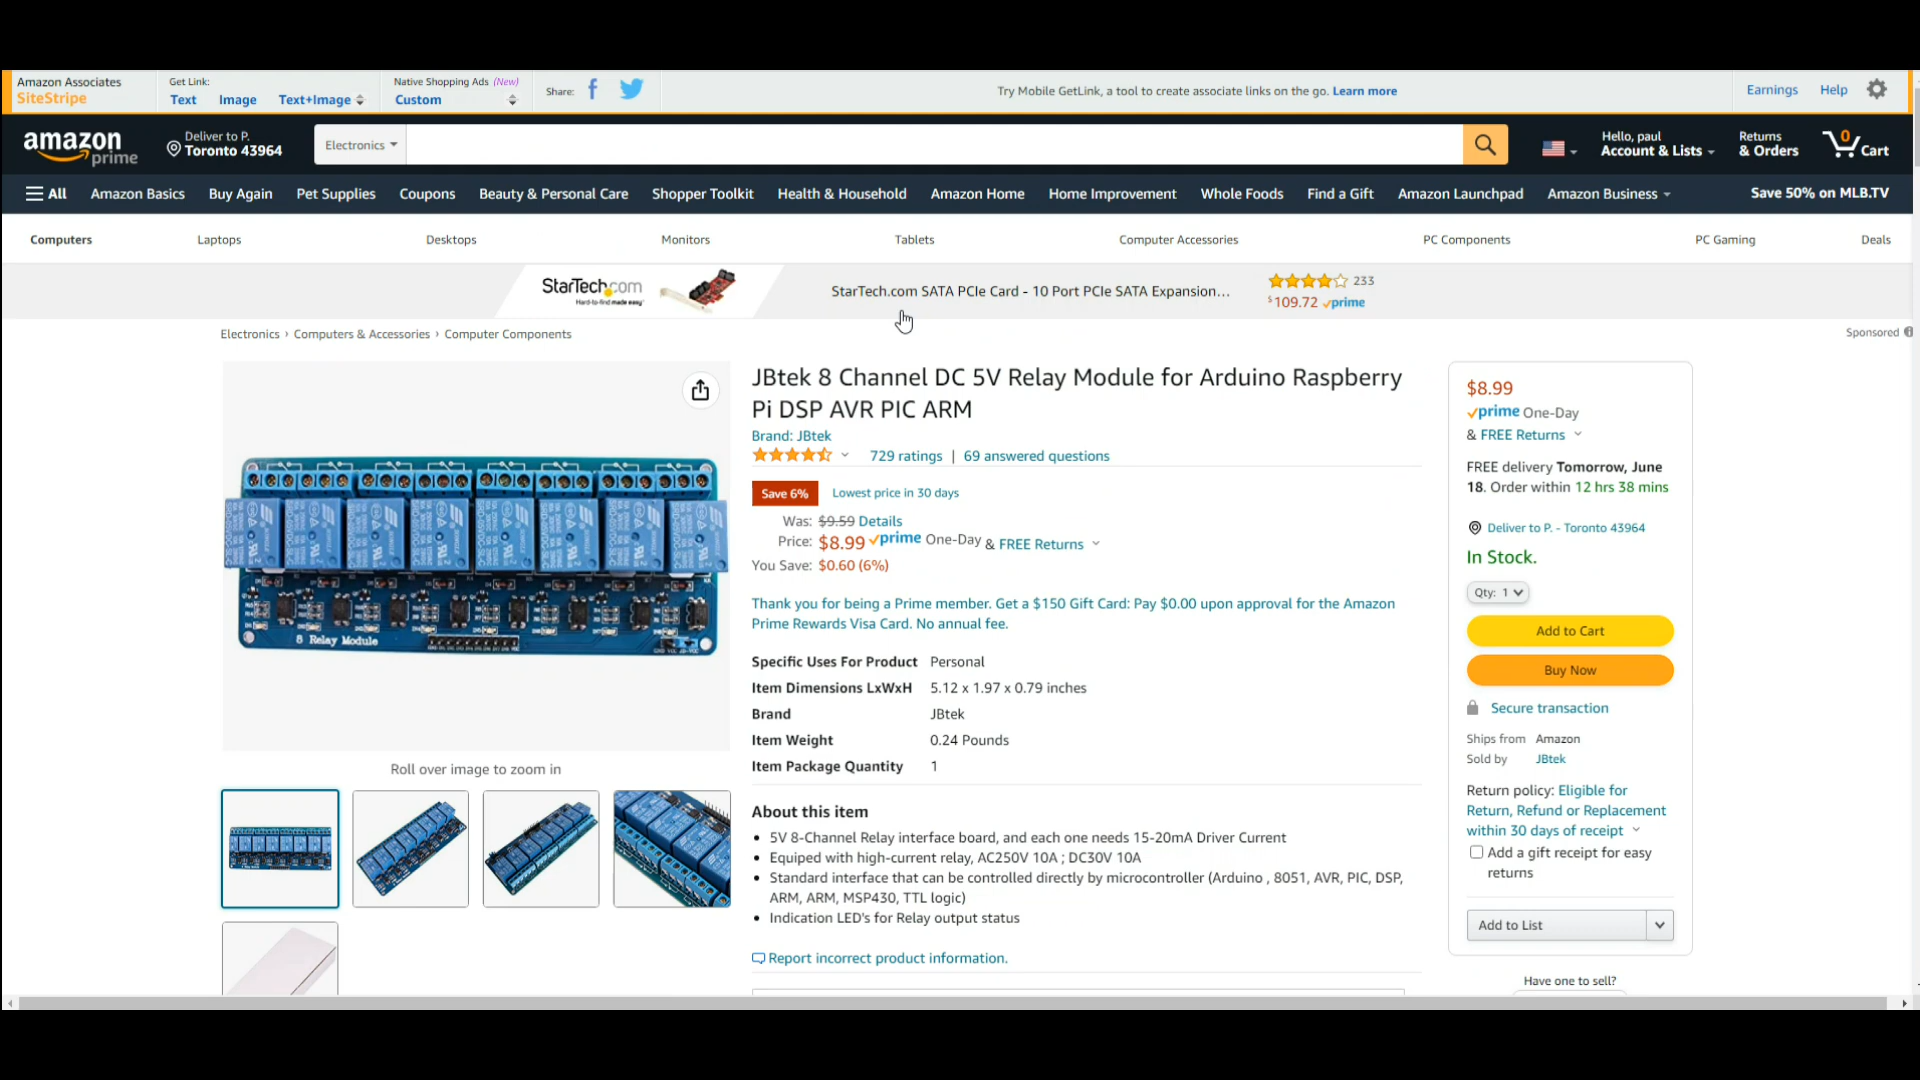 Amazon Associates
SiteStripe
Get Link:
Text Image Text+Image
Native Shopping Ads (New)
Custom
Share:
Try Mobile GetLink, a tool to create associate links on the go. Learn more
Earnings Help
amazon
prime
Deliver to P.
Toronto 43964
Electronics
Hello, paul
Account & Lists
Returns
& Orders
0
Cart
All Amazon Basics Buy Again Pet Supplies Coupons Beauty & Personal Care Shopper Toolkit Health & Household Amazon Home Home Improvement Whole Foods Find a Gift Amazon Launchpad Amazon Business Save 50% on MLB.TV
Computers Laptops Desktops Monitors Tablets Computer Accessories PC Components PC Gaming Deals
StarTech.com
Hard-to-find made easy
StarTech.com SATA PCIe Card - 10 Port PCIe SATA Expansion...
233
$109.72 prime
Electronics › Computers & Accessories › Computer Components
Sponsored
JBtek 8 Channel DC 5V Relay Module for Arduino Raspberry
Pi DSP AVR PIC ARM
Brand: JBtek
729 ratings | 69 answered questions
Save 6% Lowest price in 30 days
Was: $9.59 Details
Price: $8.99 prime One-Day & FREE Returns
You Save: $0.60 (6%)
Thank you for being a Prime member. Get a $150 Gift Card: Pay $0.00 upon approval for the Amazon
Prime Rewards Visa Card. No annual fee.
Specific Uses For Product Personal
Item Dimensions LxWxH 5.12 x 1.97 x 0.79 inches
Brand JBtek
Item Weight 0.24 Pounds
Item Package Quantity 1
About this item
• 5V 8-Channel Relay interface board, and each one needs 15-20mA Driver Current
• Equiped with high-current relay, AC250V 10A ; DC30V 10A
• Standard interface that can be controlled directly by microcontroller (Arduino , 8051, AVR, PIC, DSP,
ARM, ARM, MSP430, TTL logic)
• Indication LED's for Relay output status
Report incorrect product information.
8 Relay Module
Roll over image to zoom in
$8.99
prime One-Day
& FREE Returns
FREE delivery Tomorrow, June
18. Order within 12 hrs 38 mins
Deliver to P. - Toronto 43964
In Stock.
Qty: 1
Add to Cart
Buy Now
Secure transaction
Ships from Amazon
Sold by JBtek
Return policy: Eligible for
Return, Refund or Replacement
within 30 days of receipt
Add a gift receipt for easy
returns
Add to List
Have one to sell?